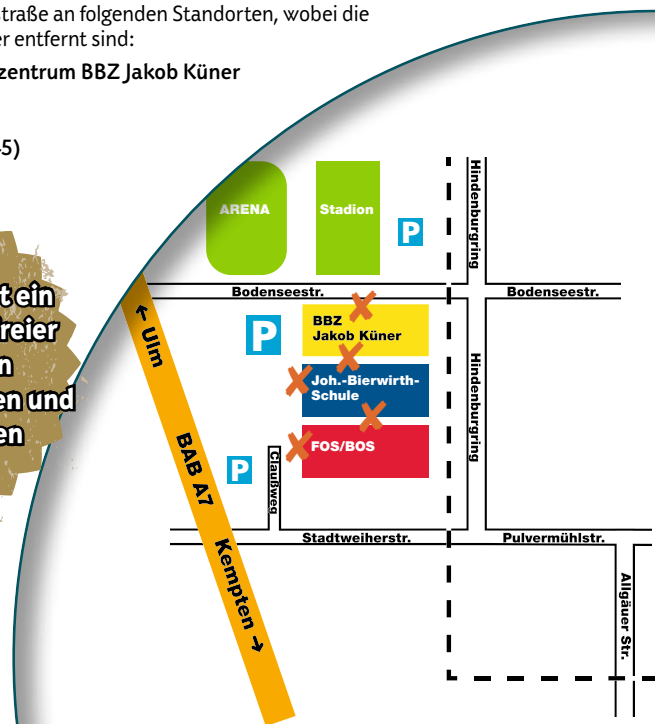 straße an folgenden Standorten, wobei die
er entfernt sind:
zentrum BBZ Jakob Küner
5)
t ein
reier
n
en und
en
ARENA
Stadion
P
Hindenburgring
Bodenseestr.
Bodenseestr.
← Ulm
P
BBZ
Jakob Küner
Joh.-Bierwirth-
Schule
Hindenburgring
BAB A7
FOS/BOS
P
Claußweg
Stadtweiherstr.
Pulvermühlstr.
Kempten →
Allgäuer Str.